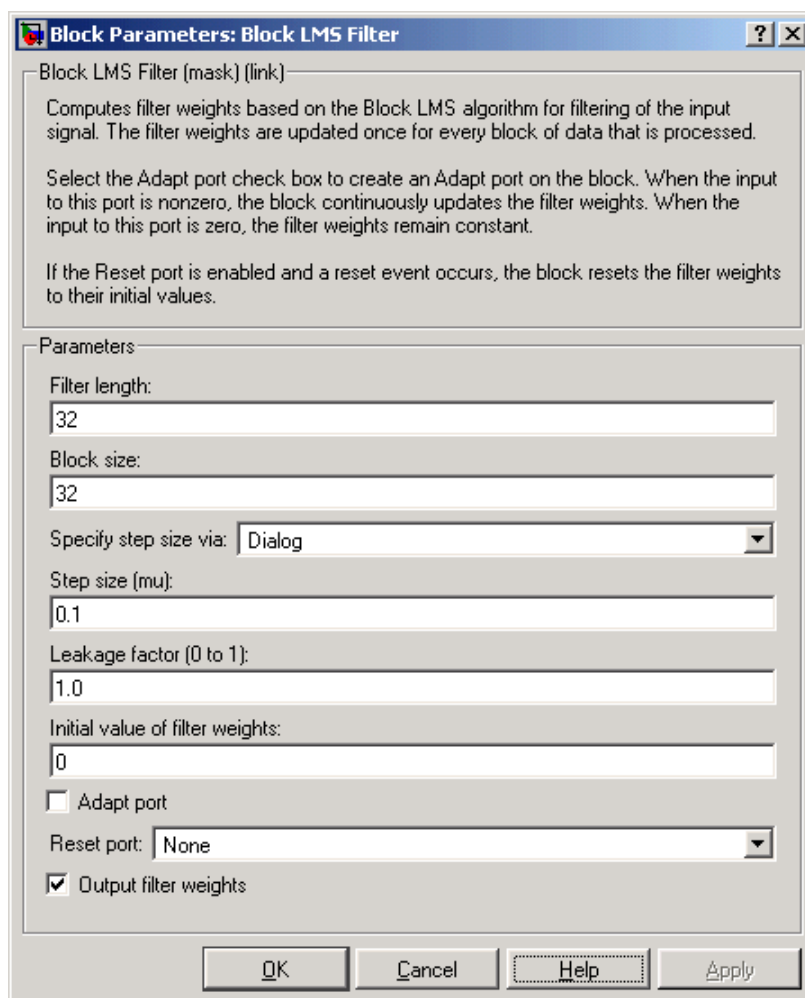 Block Parameters: Block LMS Filter
Block LMS Filter (mask) (link)
Computes filter weights based on the Block LMS algorithm for filtering of the input
signal. The filter weights are updated once for every block of data that is processed.
Select the Adapt port check box to create an Adapt port on the block. When the input
to this port is nonzero, the block continuously updates the filter weights. When the
input to this port is zero, the filter weights remain constant.
If the Reset port is enabled and a reset event occurs, the block resets the filter weights
to their initial values.
Parameters
Filter length:
32
Block size:
32
Specify step size via: Dialog
Step size (mu):
0.1
Leakage factor (0 to 1):
1.0
Initial value of filter weights:
0
Adapt port
Reset port: None
Output filter weights
OK Cancel Help Apply